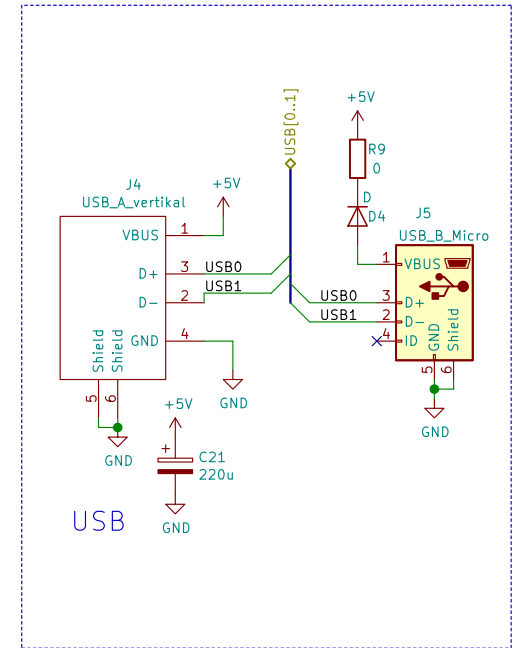 USB[0..1]
+5V
R9
0
D
D4
J4
USB_A_vertikal
+5V
J5
USB_B_Micro
VBUS 1
1 VBUS
D+ 3 USB0
D- 2 USB1
USB0 3 D+
USB1 2 D-
4 ID
GND 4
Shield
Shield
5
6
GND
Shield
5
6
GND
GND
GND
+5V
+
C21
220u
GND
USB